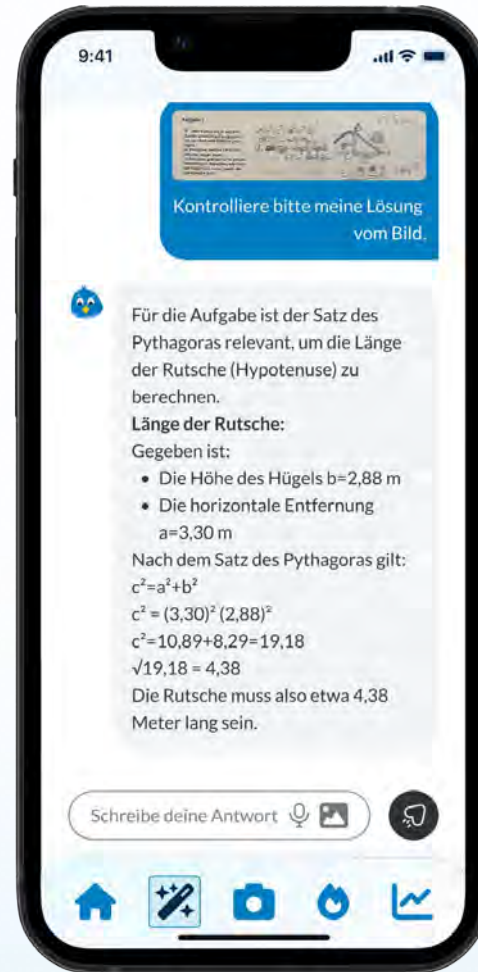 9:41
Aufgabe 1
Kontrolliere bitte meine Lösung
vom Bild.
Für die Aufgabe ist der Satz des
Pythagoras relevant, um die Länge
der Rutsche (Hypotenuse) zu
berechnen.
Länge der Rutsche:
Gegeben ist:
• Die Höhe des Hügels b=2,88 m
• Die horizontale Entfernung
a=3,30 m
Nach dem Satz des Pythagoras gilt:
c²=a²+b²
c² = (3,30)² (2,88)²
c²=10,89+8,29=19,18
√19,18 = 4,38
Die Rutsche muss also etwa 4,38
Meter lang sein.
Schreibe deine Antwort